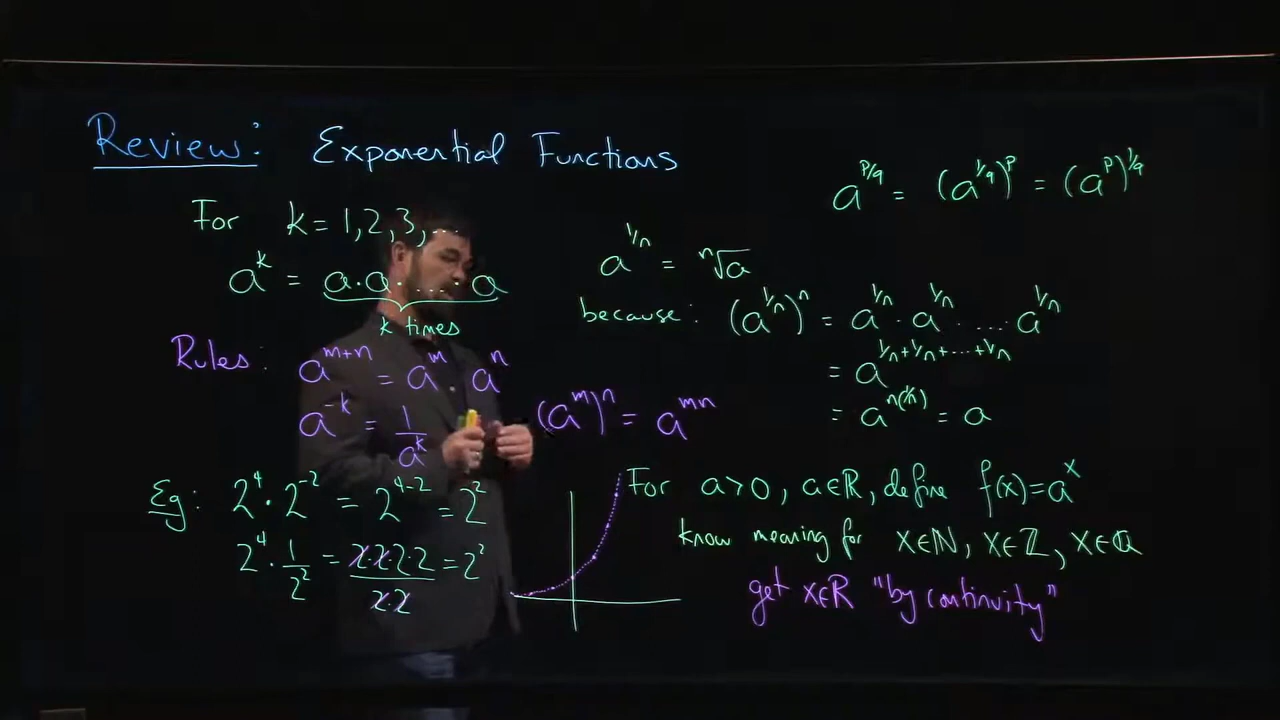 Review: Exponential Functions
For k = 1,2,3,...
a^k = a·a· ... ·a
k times
Rules: a^{m+n} = a^m a^n
a^{-k} = 1/a^k
(a^m)^n = a^{mn}
Eg: 2^4 · 2^{-2} = 2^{4-2} = 2^2
2^4 · 1/2^2 = 2·2·2·2/2·2 = 2^2
a^{p/q} = (a^{1/q})^p = (a^p)^{1/q}
a^{1/n} = ⁿ√a
because: (a^{1/n})^n = a^{1/n} · a^{1/n} · .... a^{1/n}
= a^{1/n+1/n+...+1/n}
= a^{n(1/n)} = a
For a>0, a∈ℝ, define f(x)=a^x
know meaning for x∈ℕ, x∈ℤ, x∈ℚ
get x∈ℝ "by continuity"